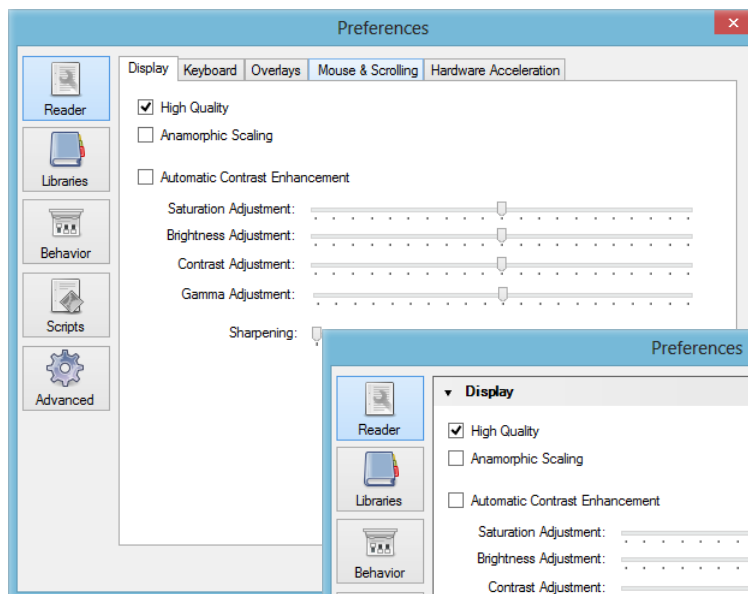 Preferences
Display Keyboard Overlays Mouse & Scrolling Hardware Acceleration
Reader
Libraries
Behavior
Scripts
Advanced
High Quality
Anamorphic Scaling
Automatic Contrast Enhancement
Saturation Adjustment:
Brightness Adjustment:
Contrast Adjustment:
Gamma Adjustment:
Sharpening:
Preferences
Reader
Libraries
Behavior
Display
High Quality
Anamorphic Scaling
Automatic Contrast Enhancement
Saturation Adjustment:
Brightness Adjustment:
Contrast Adjustment: